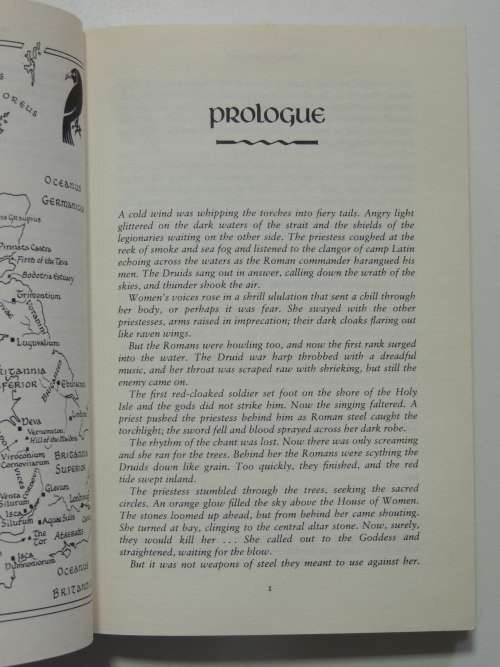 OREUS
OCEANUS
GERMANICUS
Pinnata Castra
Firth of the Tava
Bodotria Estuary
Trimontium
Luguvalium
BRITANNIA
SUPERIOR
Eburacum
Deva
Vernemeton
Hill of the Maidens
Viroconium
Cornoviorum
BRITANNIA
SUPERIOR
Venta
Silurum
Glevum
Isca
Silurum
Aquae Sulis
The
Tor
Isca
Dumnoniorum
OCEANUS
BRITAN
PROLOGUE
A cold wind was whipping the torches into fiery tails. Angry light
glittered on the dark waters of the strait and the shields of the
legionaries waiting on the other side. The priestess coughed at the
reek of smoke and sea fog and listened to the clangor of camp Latin
echoing across the waters as the Roman commander harangued his
men. The Druids sang out in answer, calling down the wrath of the
skies, and thunder shook the air.
Women's voices rose in a shrill ululation that sent a chill through
her body, or perhaps it was fear. She swayed with the other
priestesses, arms raised in imprecation; their dark cloaks flaring out
like raven wings.
But the Romans were howling too, and now the first rank surged
into the water. The Druid war harp throbbed with a dreadful
music, and her throat was scraped raw with shrieking, but still the
enemy came on.
The first red-cloaked soldier set foot on the shore of the Holy
Isle and the gods did not strike him. Now the singing faltered. A
priest pushed the priestess behind him as Roman steel caught the
torchlight; the sword fell and blood sprayed across her dark robe.
The rhythm of the chant was lost. Now there was only screaming
and she ran for the trees. Behind her the Romans were scything the
Druids down like grain. Too quickly, they finished, and the red
tide swept inland.
The priestess stumbled through the trees, seeking the sacred
circles. An orange glow filled the sky above the House of Women.
The stones loomed up ahead, but from behind her came shouting.
She turned at bay, clinging to the central altar stone. Now, surely,
they would kill her ... She called out to the Goddess and
straightened, waiting for the blow.
But it was not weapons of steel they meant to use against her.
1